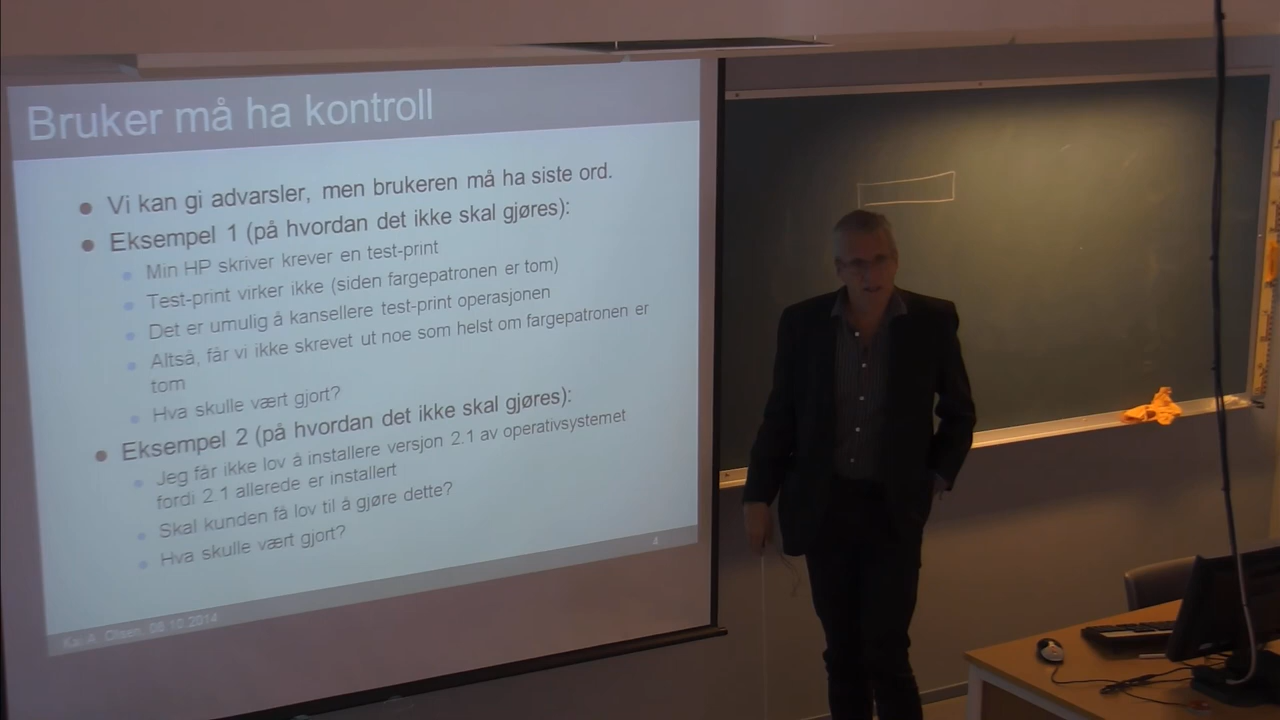 Bruker må ha kontroll
Vi kan gi advarsler, men brukeren må ha siste ord.
Eksempel 1 (på hvordan det ikke skal gjøres):
Min HP skriver krever en test-print
Test-print virker ikke (siden fargepatronen er tom)
Det er umulig å kansellere test-print operasjonen
Altså, får vi ikke skrevet ut noe som helst om fargepatronen er
tom
Hva skulle vært gjort?
Eksempel 2 (på hvordan det ikke skal gjøres):
Jeg får ikke lov å installere versjon 2.1 av operativsystemet
fordi 2.1 allerede er installert
Skal kunden få lov til å gjøre dette?
Hva skulle vært gjort?
4
Kai A. Olsen, 06.10.2014